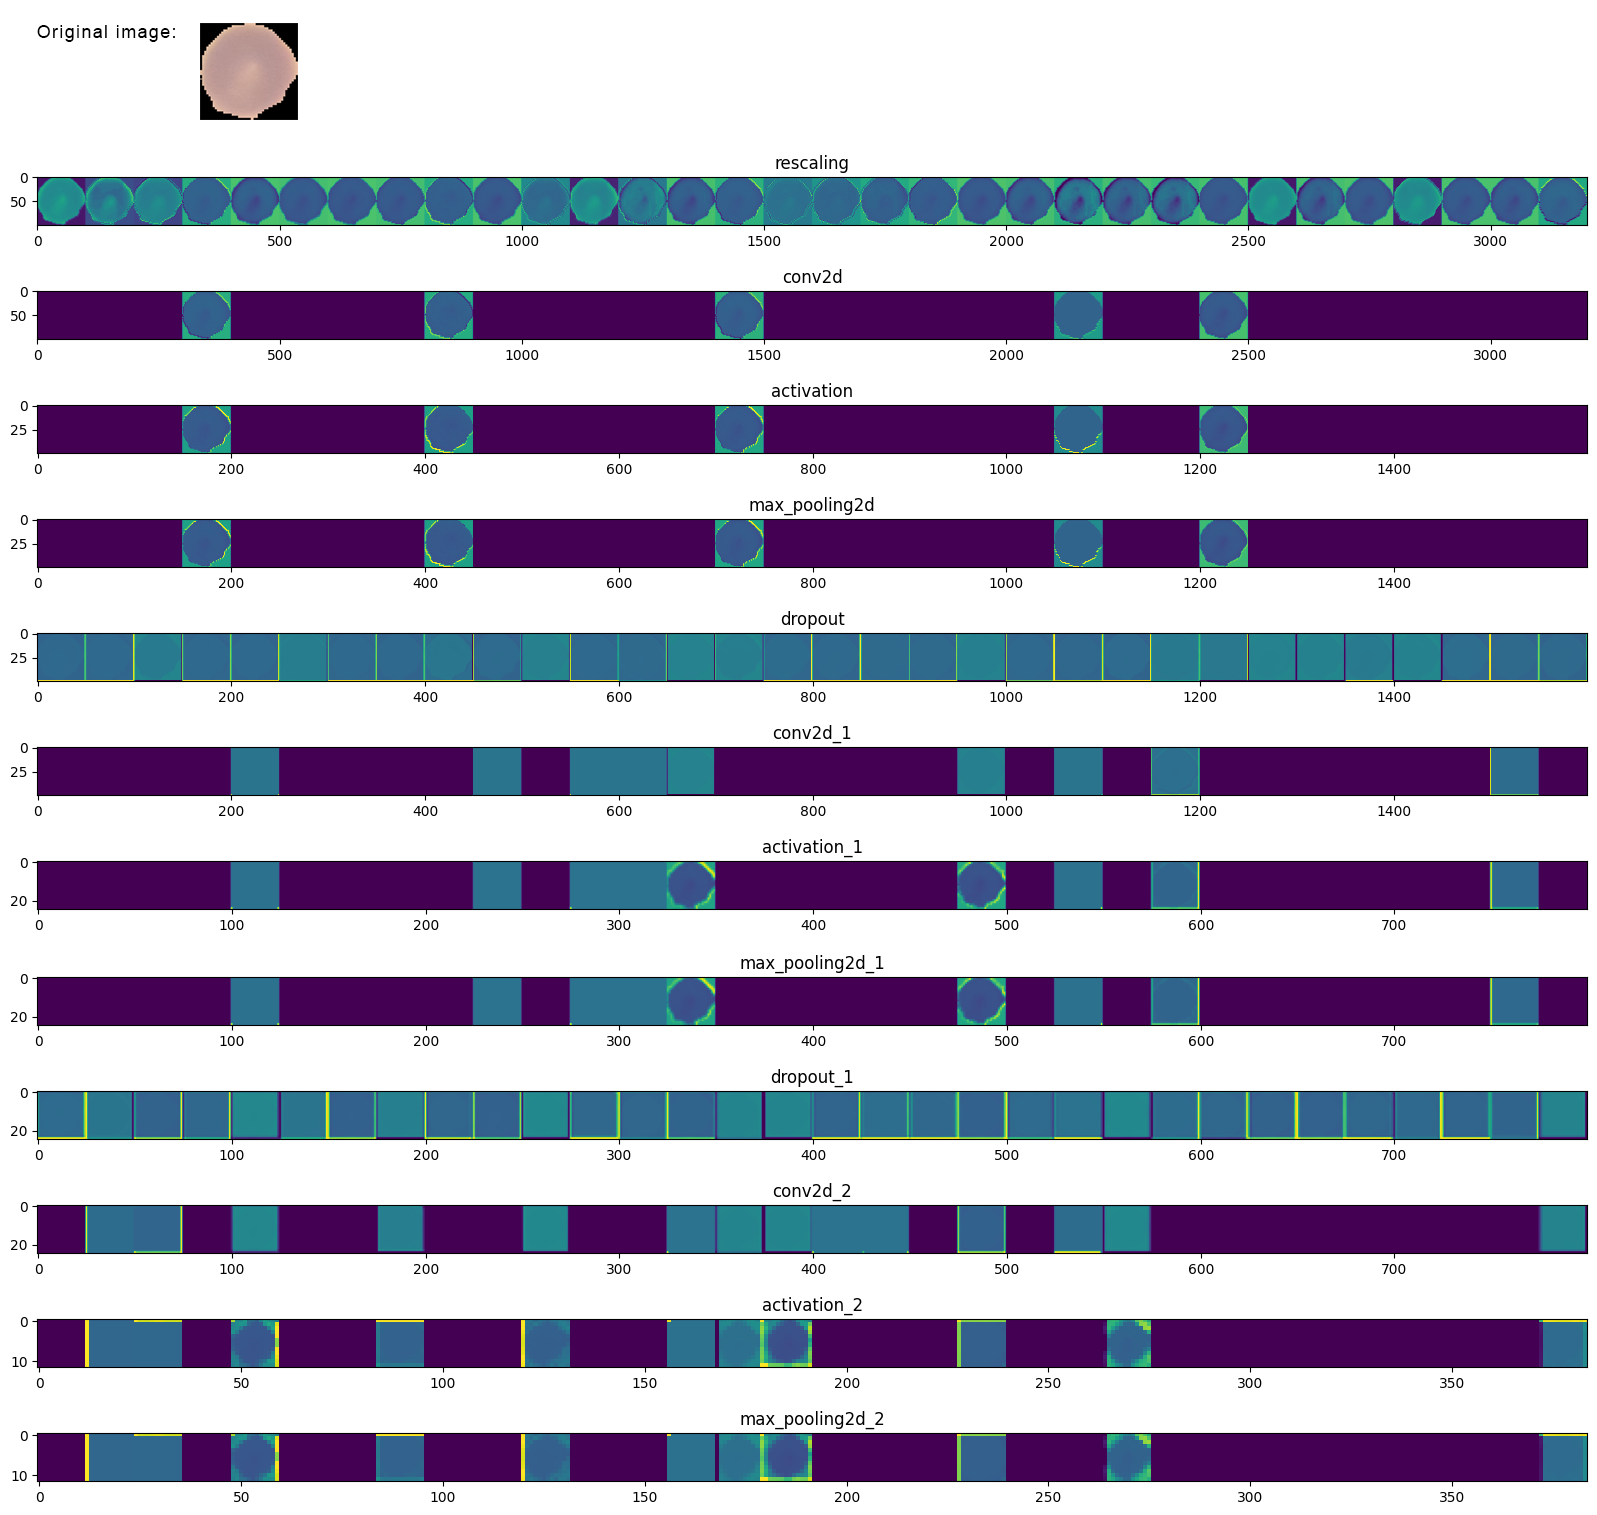 Original image:
rescaling
0
50
0 500 1000 1500 2000 2500 3000
conv2d
0
50
0 500 1000 1500 2000 2500 3000
activation
0
25
0 200 400 600 800 1000 1200 1400
max_pooling2d
0
25
0 200 400 600 800 1000 1200 1400
dropout
0
25
0 200 400 600 800 1000 1200 1400
conv2d_1
0
25
0 200 400 600 800 1000 1200 1400
activation_1
0
20
0 100 200 300 400 500 600 700
max_pooling2d_1
0
20
0 100 200 300 400 500 600 700
dropout_1
0
20
0 100 200 300 400 500 600 700
conv2d_2
0
20
0 100 200 300 400 500 600 700
activation_2
0
10
0 50 100 150 200 250 300 350
max_pooling2d_2
0
10
0 50 100 150 200 250 300 350